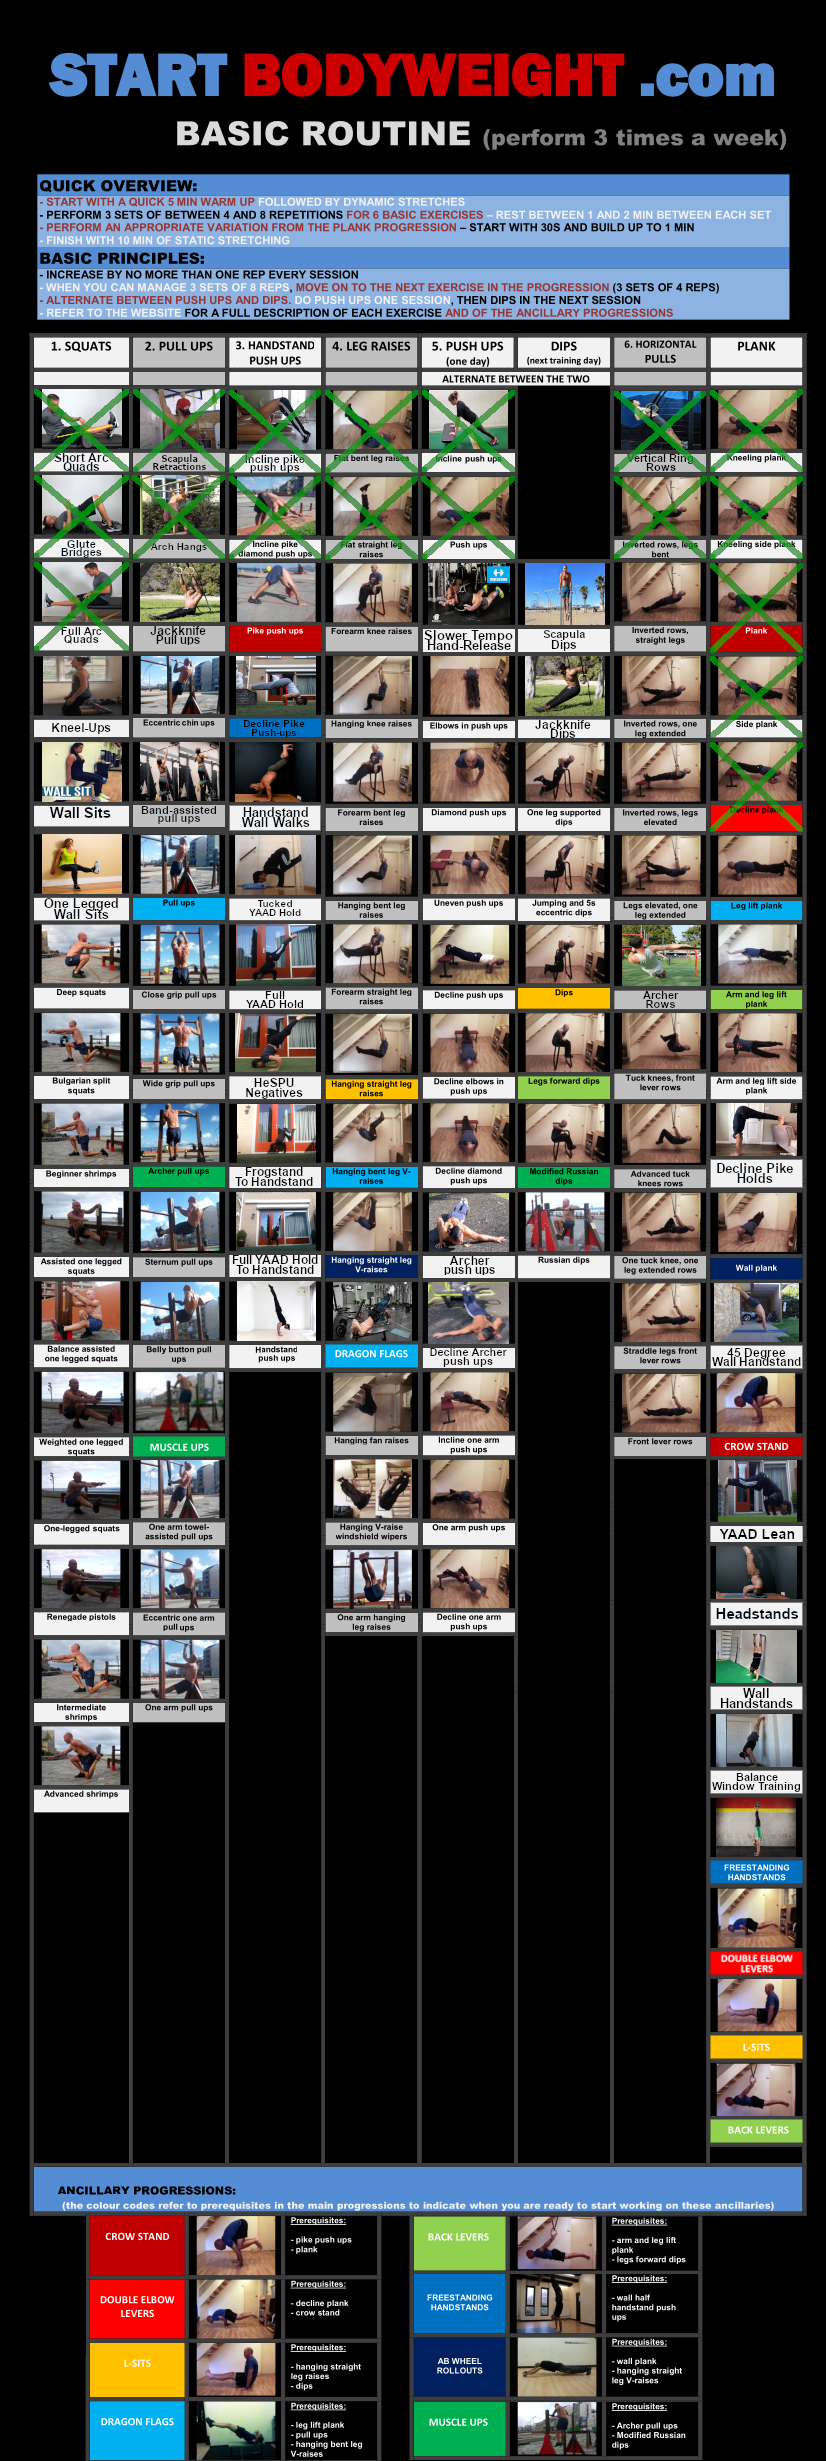 START BODYWEIGHT .com
BASIC ROUTINE (perform 3 times a week)
QUICK OVERVIEW:
- START WITH A QUICK 5 MIN WARM UP FOLLOWED BY DYNAMIC STRETCHES
- PERFORM 3 SETS OF BETWEEN 4 AND 8 REPETITIONS FOR 6 BASIC EXERCISES – REST BETWEEN 1 AND 2 MIN BETWEEN EACH SET
- PERFORM AN APPROPRIATE VARIATION FROM THE PLANK PROGRESSION – START WITH 30S AND BUILD UP TO 1 MIN
- FINISH WITH 10 MIN OF STATIC STRETCHING
BASIC PRINCIPLES:
- INCREASE BY NO MORE THAN ONE REP EVERY SESSION
- WHEN YOU CAN MANAGE 3 SETS OF 8 REPS, MOVE ON TO THE NEXT EXERCISE IN THE PROGRESSION (3 SETS OF 4 REPS)
- ALTERNATE BETWEEN PUSH UPS AND DIPS. DO PUSH UPS ONE SESSION, THEN DIPS IN THE NEXT SESSION
- REFER TO THE WEBSITE FOR A FULL DESCRIPTION OF EACH EXERCISE AND OF THE ANCILLARY PROGRESSIONS
1. SQUATS
Short Arc
Quads
Glute
Bridges
Full Arc
Quads
Kneel-Ups
WALL SIT
Wall Sits
One Legged
Wall Sits
Deep squats
Bulgarian split
squats
Beginner shrimps
Assisted one legged
squats
Balance assisted
one legged squats
Weighted one legged
squats
One-legged squats
Renegade pistols
Intermediate
shrimps
Advanced shrimps
2. PULL UPS
Scapula
Retractions
Arch Hangs
Jackknife
Pull ups
Eccentric chin ups
Band-assisted
pull ups
Pull ups
Close grip pull ups
Wide grip pull ups
Archer pull ups
Sternum pull ups
Belly button pull
ups
MUSCLE UPS
One arm towel-
assisted pull ups
Eccentric one arm
pull ups
One arm pull ups
3. HANDSTAND
PUSH UPS
Incline pike
push ups
Incline pike
diamond push ups
Pike push ups
Decline Pike
Push-ups
Handstand
Wall Walks
Tucked
YAAD Hold
Full
YAAD Hold
HeSPU
Negatives
Frogstand
To Handstand
Full YAAD Hold
To Handstand
Handstand
push ups
4. LEG RAISES
Flat bent leg raises
Flat straight leg
raises
Forearm knee raises
Hanging knee raises
Forearm bent leg
raises
Hanging bent leg
raises
Forearm straight leg
raises
Hanging straight leg
raises
Hanging bent leg V-
raises
Hanging straight leg
V-raises
DRAGON FLAGS
Hanging fan raises
Hanging V-raise
windshield wipers
One arm hanging
leg raises
5. PUSH UPS
(one day)
DIPS
(next training day)
ALTERNATE BETWEEN THE TWO
Incline push ups
Push ups
Slower Tempo
Hand-Release
Elbows in push ups
Diamond push ups
Uneven push ups
Decline push ups
Decline elbows in
push ups
Decline diamond
push ups
Archer
push ups
Decline Archer
push ups
Incline one arm
push ups
One arm push ups
Decline one arm
push ups
Scapula
Dips
Jackknife
Dips
One leg supported
dips
Jumping and 5s
eccentric dips
Dips
Legs forward dips
Modified Russian
dips
Russian dips
6. HORIZONTAL
PULLS
Vertical Ring
Rows
Inverted rows, legs
bent
Inverted rows,
straight legs
Inverted rows, one
leg extended
Inverted rows, legs
elevated
Legs elevated, one
leg extended
Archer
Rows
Tuck knees, front
lever rows
Advanced tuck
knees rows
One tuck knee, one
leg extended rows
Straddle legs front
lever rows
Front lever rows
PLANK
Kneeling plank
Kneeling side plank
Plank
Side plank
Decline plank
Leg lift plank
Arm and leg lift
plank
Arm and leg lift side
plank
Decline Pike
Holds
Wall plank
45 Degree
Wall Handstand
CROW STAND
YAAD Lean
Headstands
Wall
Handstands
Balance
Window Training
FREESTANDING
HANDSTANDS
DOUBLE ELBOW
LEVERS
L-SITS
BACK LEVERS
ANCILLARY PROGRESSIONS:
(the colour codes refer to prerequisites in the main progressions to indicate when you are ready to start working on these ancillaries)
CROW STAND
Prerequisites:
- pike push ups
- plank
DOUBLE ELBOW
LEVERS
Prerequisites:
- decline plank
- crow stand
L-SITS
Prerequisites:
- hanging straight
leg raises
- dips
DRAGON FLAGS
Prerequisites:
- leg lift plank
- pull ups
- hanging bent leg
V-raises
BACK LEVERS
Prerequisites:
- arm and leg lift
plank
- legs forward dips
FREESTANDING
HANDSTANDS
Prerequisites:
- wall half
handstand push
ups
AB WHEEL
ROLLOUTS
Prerequisites:
- wall plank
- hanging straight
leg V-raises
MUSCLE UPS
Prerequisites:
- Archer pull ups
- Modified Russian
dips